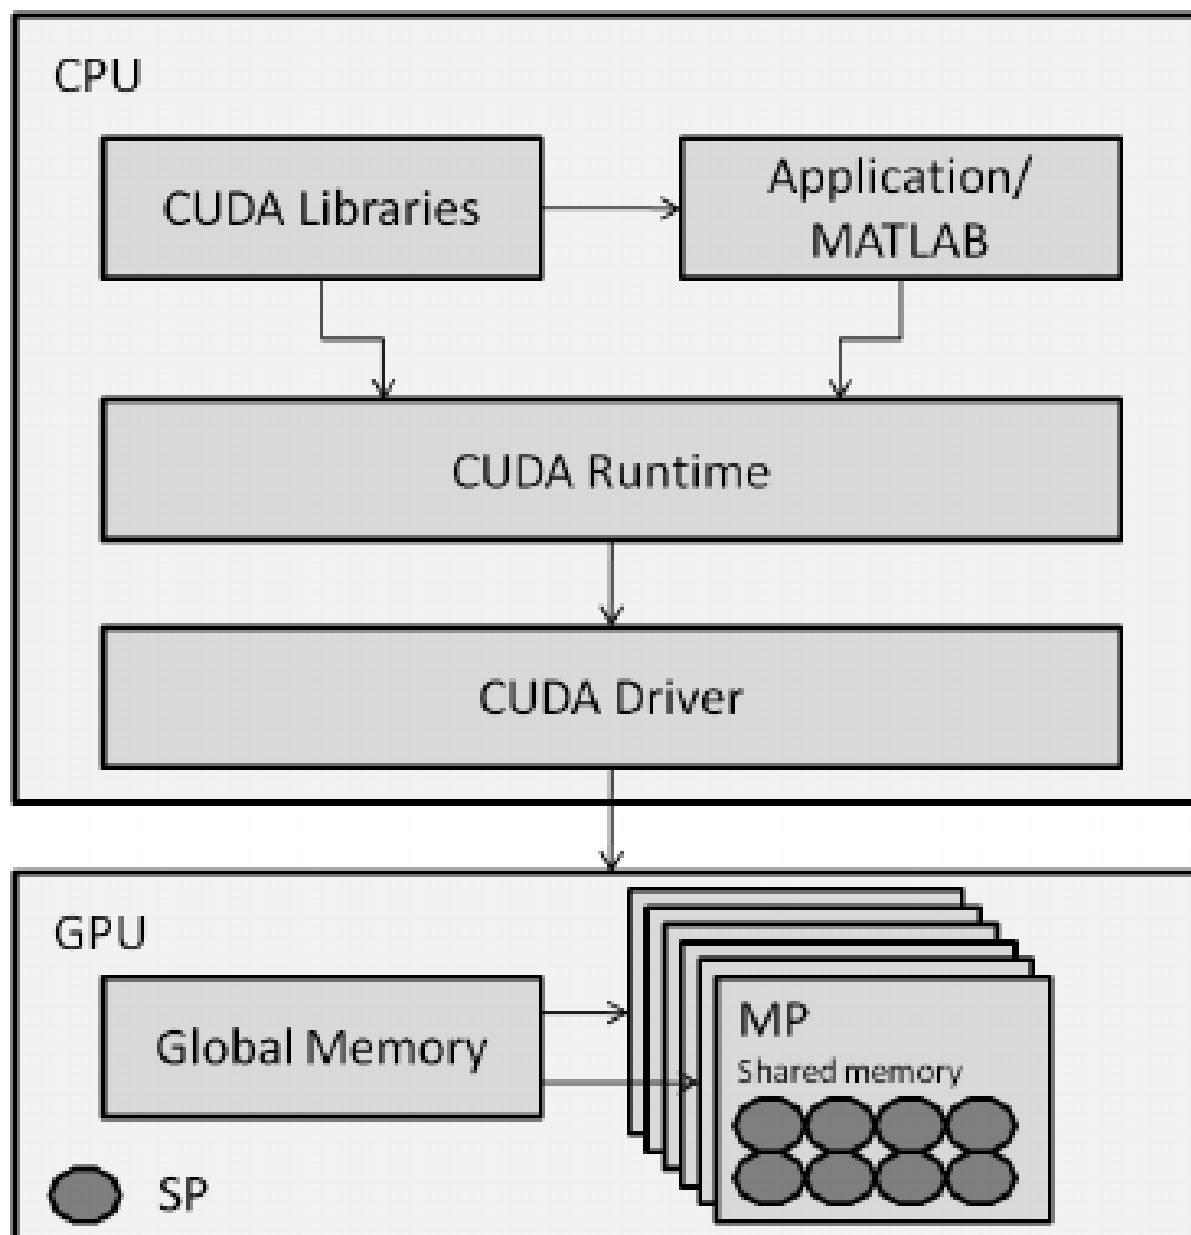 CPU
CUDA Libraries
Application/
MATLAB
CUDA Runtime
CUDA Driver
GPU
Global Memory
MP
Shared memory
SP